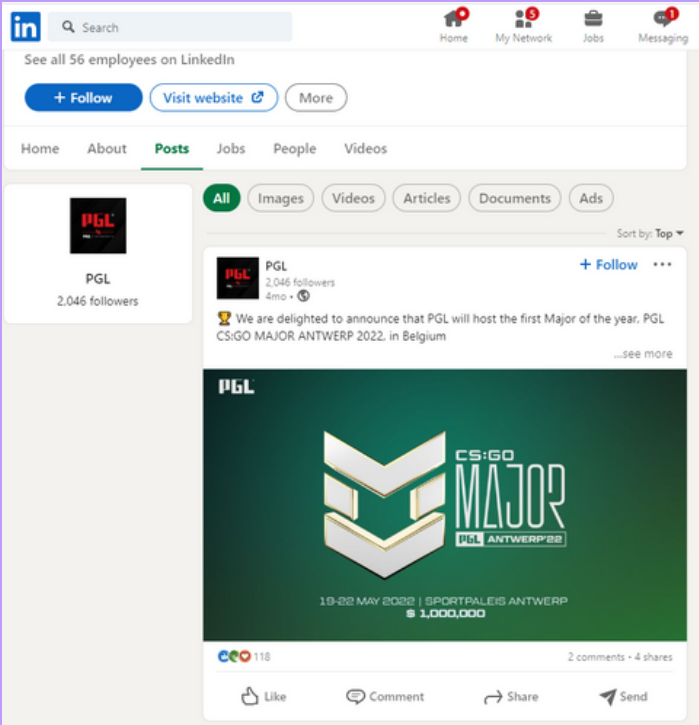 in
Search
Home
5
My Network
Jobs
1
Messaging
See all 56 employees on LinkedIn
+ Follow
Visit website
More
Home
About
Posts
Jobs
People
Videos
All
Images
Videos
Articles
Documents
Ads
Sort by: Top
PGL
PGL
2,046 followers
PGL
PGL
2,046 followers
4mo •
+ Follow
We are delighted to announce that PGL will host the first Major of the year. PGL
CS:GO MAJOR ANTWERP 2022. in Belgium
...see more
PGL
CS:GO
MAJOR
PGL ANTWERP'22
19-22 MAY 2022 | SPORTPALEIS ANTWERP
$ 1,000,000
118
2 comments • 4 shares
Like
Comment
Share
Send